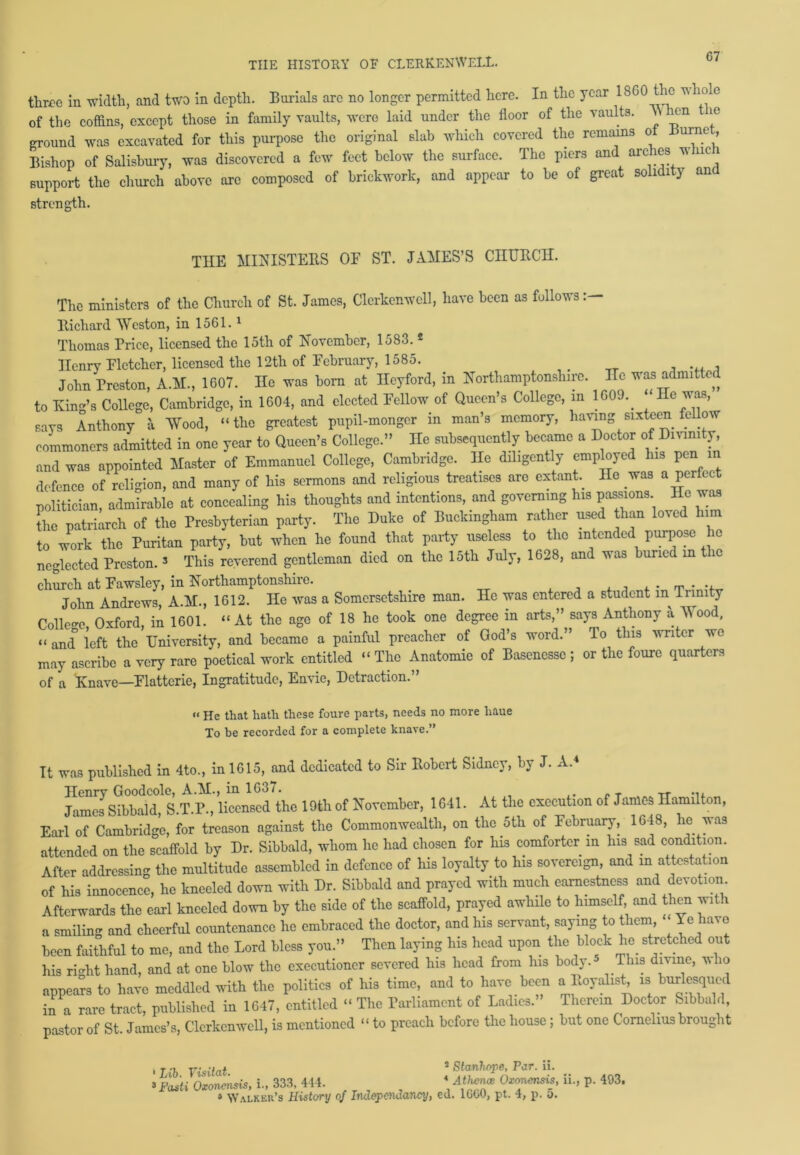 THE HISTORY OF CLERKENWELL.
67
three in width, and two in depth. Burials are no longer permitted here. In the year 1860 the whole
of the coffins, except those in family vaults, were laid under the floor of the vaults. When the
ground was excavated for this purpose the original slab which covered the remains of Burnet,
Bishop of Salisbury, was discovered a few feet below the surface. The piers and arches which
support the church above are composed of brickwork, and appear to be of great solidity and
strength.
THE MINISTERS OF ST. JAMES'S CHURCH.
The ministers of the Church of St. James, Clerkenwell, have been as follows:—
Richard Weston, in 1561.¹
Thomas Price, licensed the 15th of November, 1583.²
Henry Fletcher, licensed the 12th of February, 1585.
John Preston, A.M., 1607. He was born at Heyford, in Northamptonshire. He was admitted
to King's College, Cambridge, in 1604, and elected Fellow of Queen's College, in 1609. "He was,"
says Anthony à Wood, "the greatest pupil-monger in man's memory, having sixteen fellow
commoners admitted in one year to Queen's College." He subsequently became a Doctor of Divinity,
and was appointed Master of Emmanuel College, Cambridge. He diligently employed his pen in
defence of religion, and many of his sermons and religious treatises are extant. He was a perfect
politician, admirable at concealing his thoughts and intentions, and governing his passions. He was
the patriarch of the Presbyterian party. The Duke of Buckingham rather used than loved him
to work the Puritan party, but when he found that party useless to the intended purpose he
neglected Preston.³ This reverend gentleman died on the 15th July, 1628, and was buried in the
church at Fawsley, in Northamptonshire.
John Andrews, A.M., 1612. He was a Somersetshire man. He was entered a student in Trinity
College, Oxford, in 1601. "At the age of 18 he took one degree in arts," says Anthony à Wood,
"and left the University, and became a painful preacher of God's word." To this writer we
may ascribe a very rare poetical work entitled "The Anatomie of Basenesse; or the foure quarters
of a Knave—Flatterie, Ingratitude, Envie, Detraction."
"He that hath these foure parts, needs no more haue
To be recorded for a complete knave."
It was published in 4to., in 1615, and dedicated to Sir Robert Sidney, by J. A.⁴
Henry Goodcole, A.M., in 1637.
James Sibbald, S.T.P., licensed the 19th of November, 1641. At the execution of James Hamilton,
Earl of Cambridge, for treason against the Commonwealth, on the 5th of February, 1648, he was
attended on the scaffold by Dr. Sibbald, whom he had chosen for his comforter in his sad condition.
After addressing the multitude assembled in defence of his loyalty to his sovereign, and in attestation
of his innocence, he kneeled down with Dr. Sibbald and prayed with much earnestness and devotion.
Afterwards the earl kneeled down by the side of the scaffold, prayed awhile to himself, and then with
a smiling and cheerful countenance he embraced the doctor, and his servant, saying to them, "Ye have
been faithful to me, and the Lord bless you." Then laying his head upon the block he stretched out
his right hand, and at one blow the executioner severed his head from his body.⁵ This divine, who
appears to have meddled with the politics of his time, and to have been a Royalist, is burlesqued
in a rare tract, published in 1647, entitled "The Parliament of Ladies." Therein Doctor Sibbald,
pastor of St. James's, Clerkenwell, is mentioned "to preach before the house; but one Cornelius brought
¹ Lib. Visitat.
² Stanhope, Par. ii.
³ Fasti Oxonensis, i., 333, 444.
⁴ Athenæ Oxonensis, ii., p. 493.
⁵ WALKER'S History of Independancy, ed. 1660, pt. 4, p. 5.